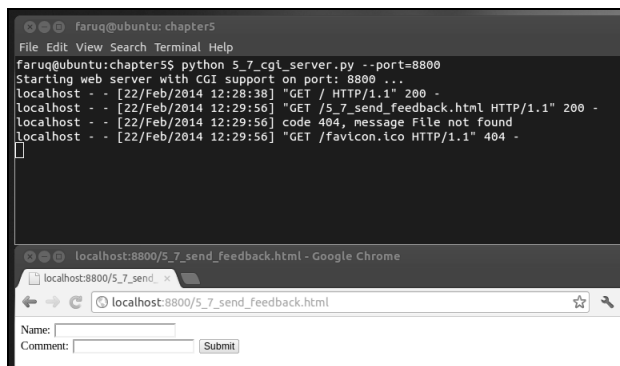 faruq@ubuntu: chapter5
File Edit View Search Terminal Help
faruq@ubuntu:chapter5$ python 5_7_cgi_server.py --port=8800
Starting web server with CGI support on port: 8800 ...
localhost - - [22/Feb/2014 12:28:38] "GET / HTTP/1.1" 200 -
localhost - - [22/Feb/2014 12:29:56] "GET /5_7_send_feedback.html HTTP/1.1" 200 -
localhost - - [22/Feb/2014 12:29:56] code 404, message File not found
localhost - - [22/Feb/2014 12:29:56] "GET /favicon.ico HTTP/1.1" 404 -
localhost:8800/5_7_send_feedback.html - Google Chrome
localhost:8800/5_7_send_
localhost:8800/5_7_send_feedback.html
Name:
Comment: Submit